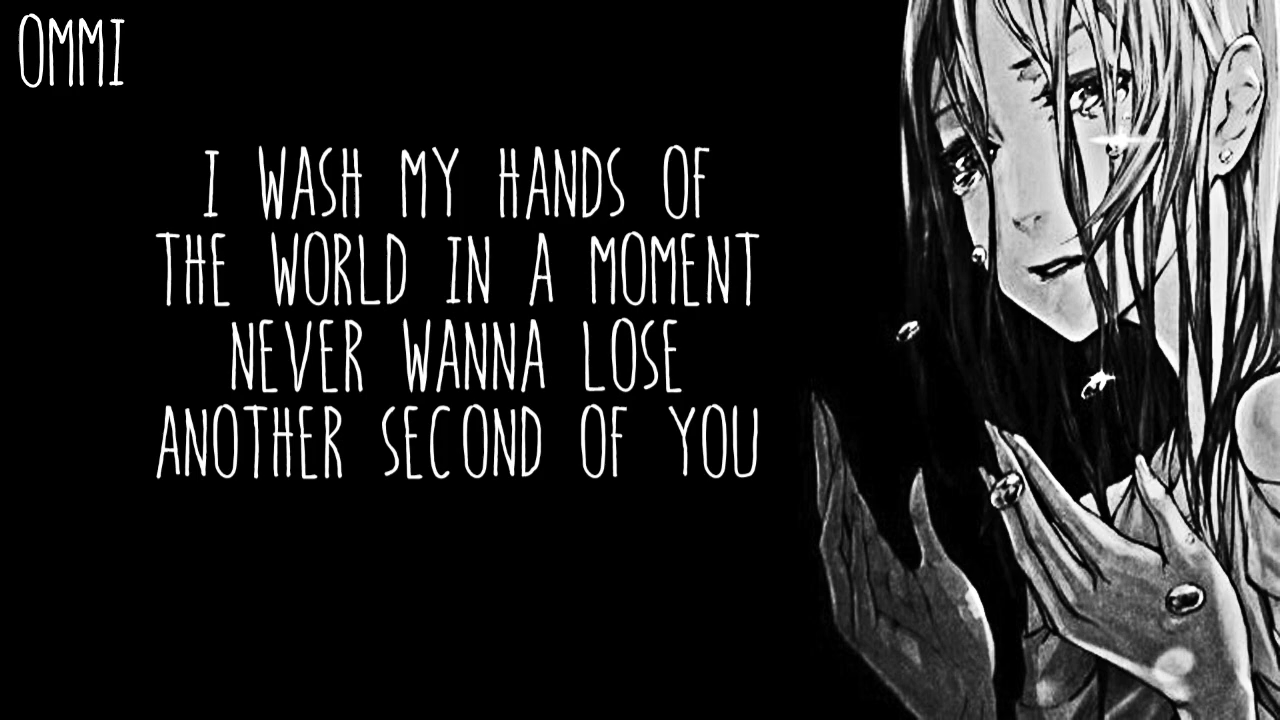 OMMI
I WASH MY HANDS OF
THE WORLD IN A MOMENT
NEVER WANNA LOSE
ANOTHER SECOND OF YOU